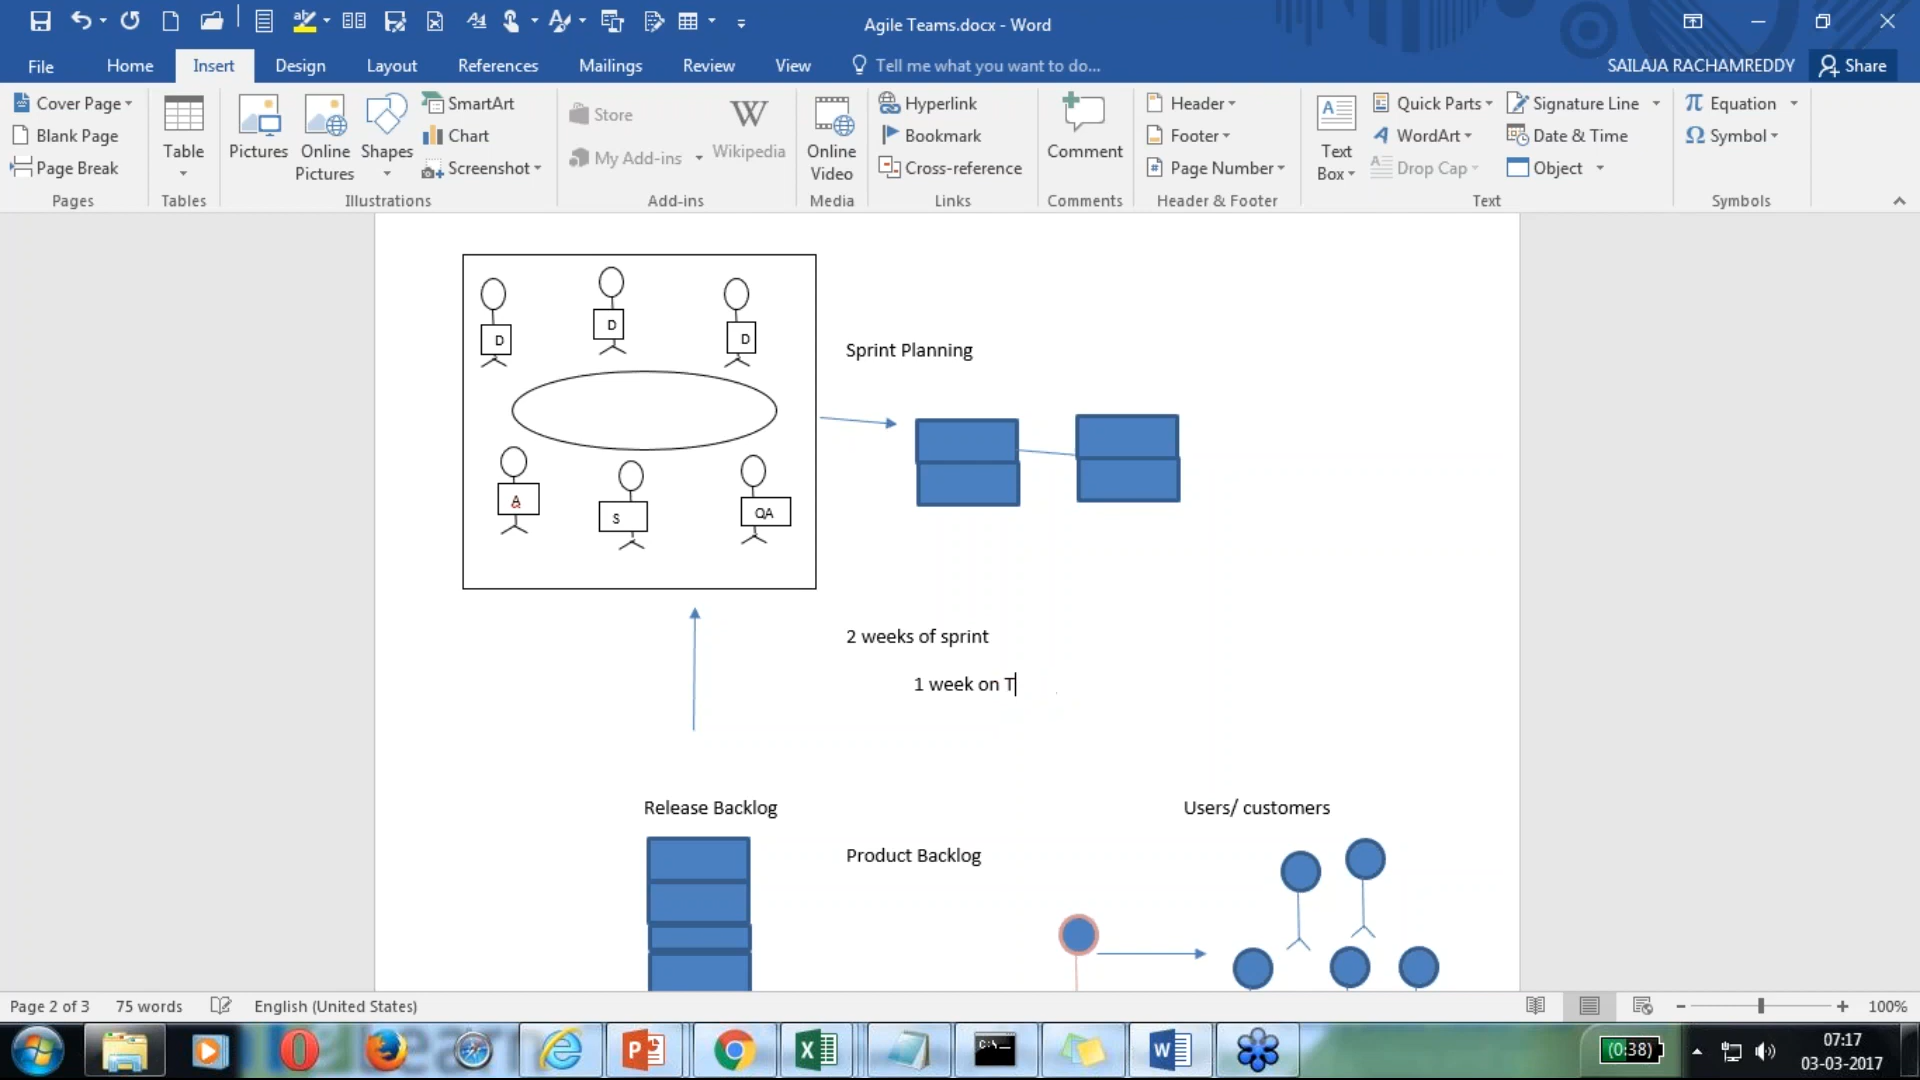 Agile Teams.docx - Word
File
Home
Insert
Design
Layout
References
Mailings
Review
View
Tell me what you want to do...
SAILAJA RACHAMREDDY
Share
Cover Page
Blank Page
Page Break
Pages
Table
Tables
Pictures
Online Pictures
Shapes
SmartArt
Chart
Screenshot
Illustrations
Store
My Add-ins
Wikipedia
Add-ins
Online Video
Media
Hyperlink
Bookmark
Cross-reference
Links
Comment
Comments
Header
Footer
Page Number
Header & Footer
Text Box
Quick Parts
WordArt
Drop Cap
Signature Line
Date & Time
Object
Text
Equation
Symbol
Symbols
D
D
D
A
S
QA
Sprint Planning
2 weeks of sprint
1 week on T
Release Backlog
Product Backlog
Users/ customers
Page 2 of 3
75 words
English (United States)
100%
(0:38)
07:17
03-03-2017